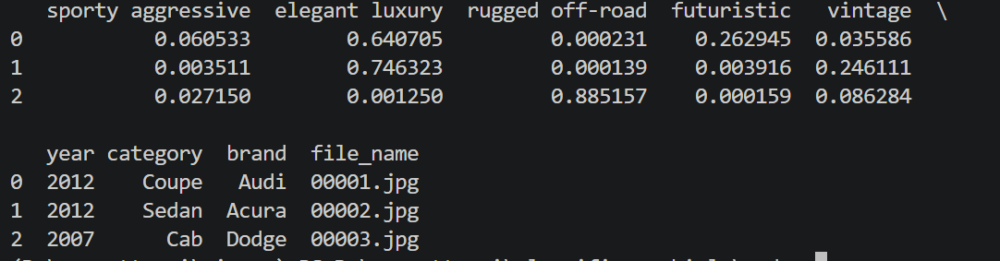 sporty aggressive  elegant luxury  rugged off-road  futuristic   vintage  \
0           0.060533        0.640705         0.000231    0.262945  0.035586
1           0.003511        0.746323         0.000139    0.003916  0.246111
2           0.027150        0.001250         0.885157    0.000159  0.086284
year category  brand  file_name
0  2012    Coupe   Audi  00001.jpg
1  2012    Sedan  Acura  00002.jpg
2  2007      Cab  Dodge  00003.jpg